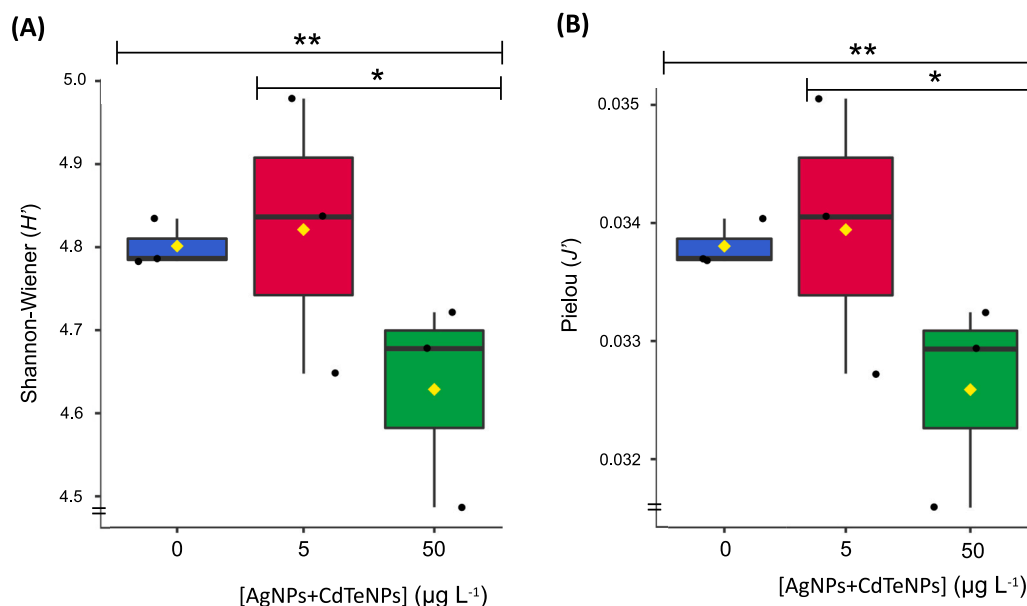 (A)
**
*
5.0
4.9
4.8
4.7
4.6
4.5
Shannon-Wiener (H’)
0 5 50
[AgNPs+CdTeNPs] (µg L-1)
(B)
**
*
0.035
0.034
0.033
0.032
Pielou (J’)
0 5 50
[AgNPs+CdTeNPs] (µg L-1)